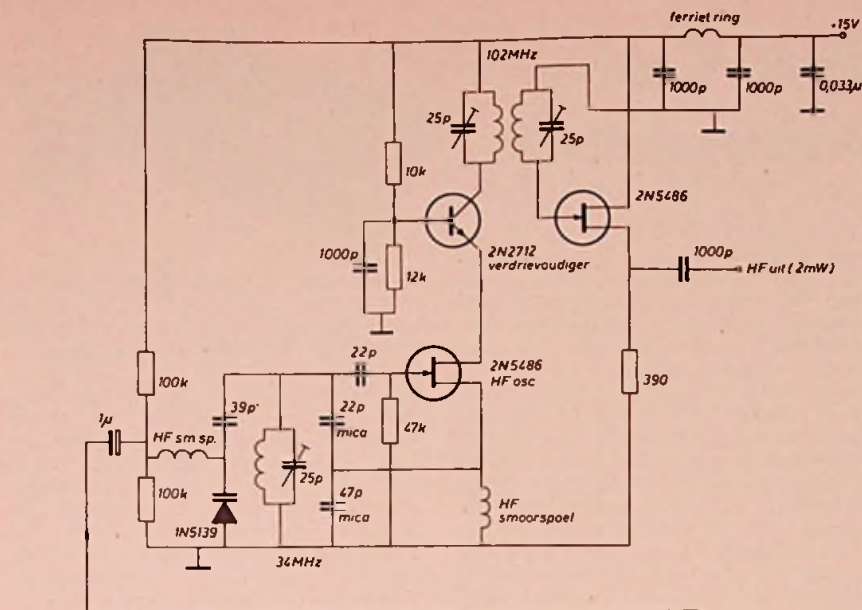 ferriet ring
+15V
102MHz
1000p
1000p
0,033µ
25p
25p
10k
2N5486
2N2712
verdrievoudiger
1000p
12k
1000p
HF uit (2mW)
22p
2N5486
HF osc
100k
390
39p
22p
mica
47k
1µ
HF sm sp.
25p
100k
47p
mica
HF
smoorspoel
1N5139
34MHz